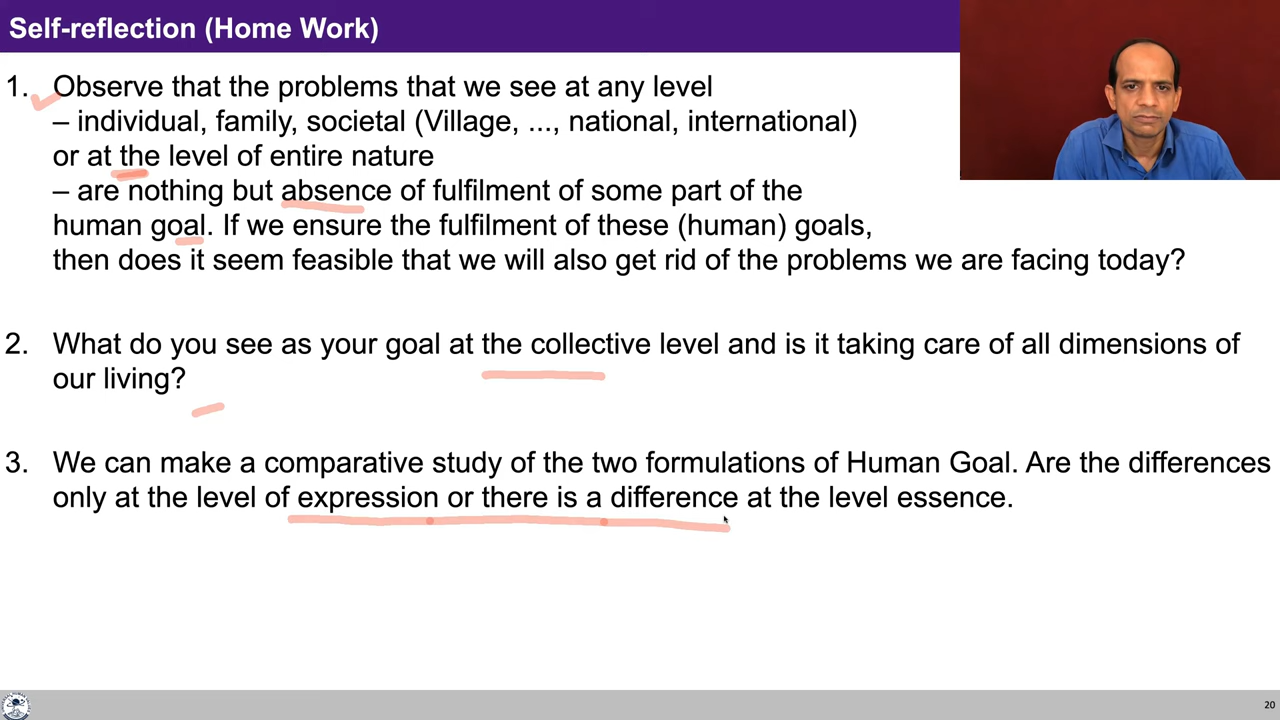 Self-reflection (Home Work)
1. Observe that the problems that we see at any level
– individual, family, societal (Village, ..., national, international)
or at the level of entire nature
– are nothing but absence of fulfilment of some part of the
human goal. If we ensure the fulfilment of these (human) goals,
then does it seem feasible that we will also get rid of the problems we are facing today?
2. What do you see as your goal at the collective level and is it taking care of all dimensions of
our living?
3. We can make a comparative study of the two formulations of Human Goal. Are the differences
only at the level of expression or there is a difference at the level essence.
20